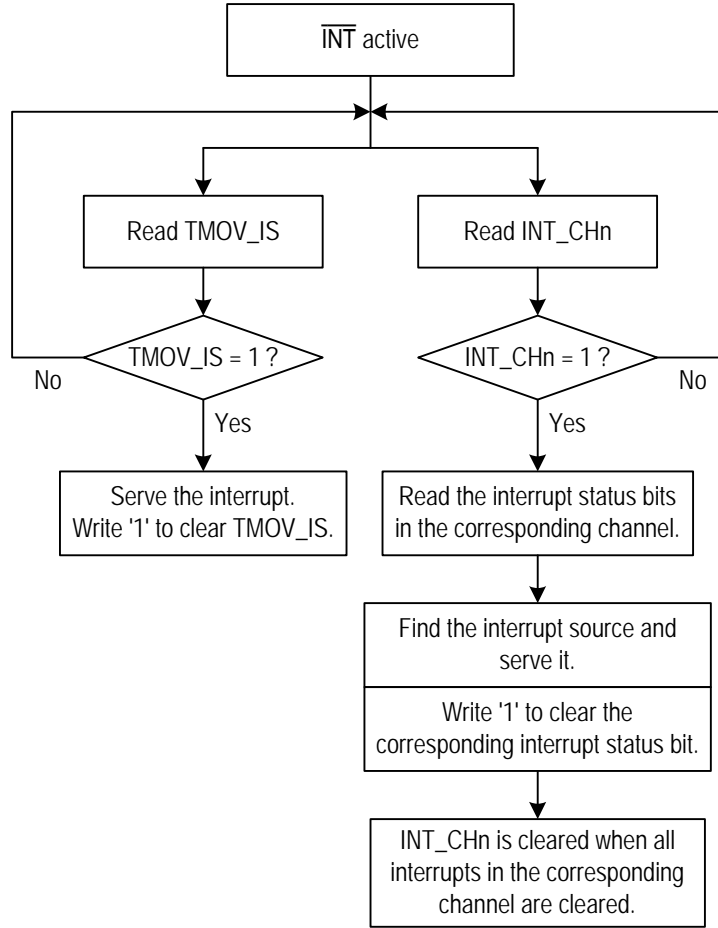 INT active
Read TMOV_IS
Read INT_CHn
TMOV_IS = 1 ?
INT_CHn = 1 ?
No
No
Yes
Yes
Serve the interrupt.
Write '1' to clear TMOV_IS.
Read the interrupt status bits
in the corresponding channel.
Find the interrupt source and
serve it.
Write '1' to clear the
corresponding interrupt status bit.
INT_CHn is cleared when all
interrupts in the corresponding
channel are cleared.